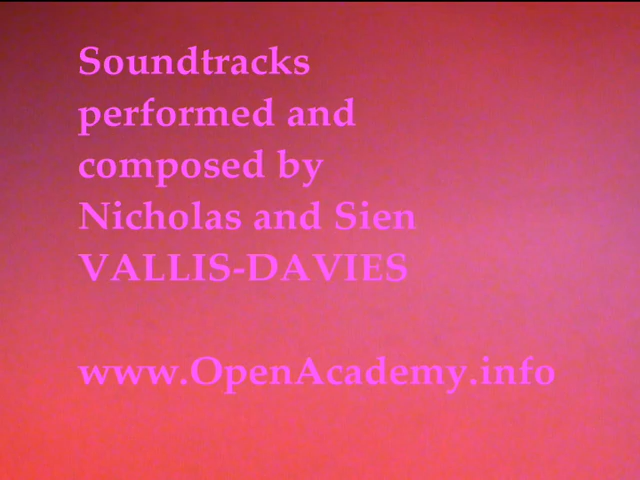 Soundtracks
performed and
composed by
Nicholas and Sien
VALLIS-DAVIES
www.OpenAcademy.info